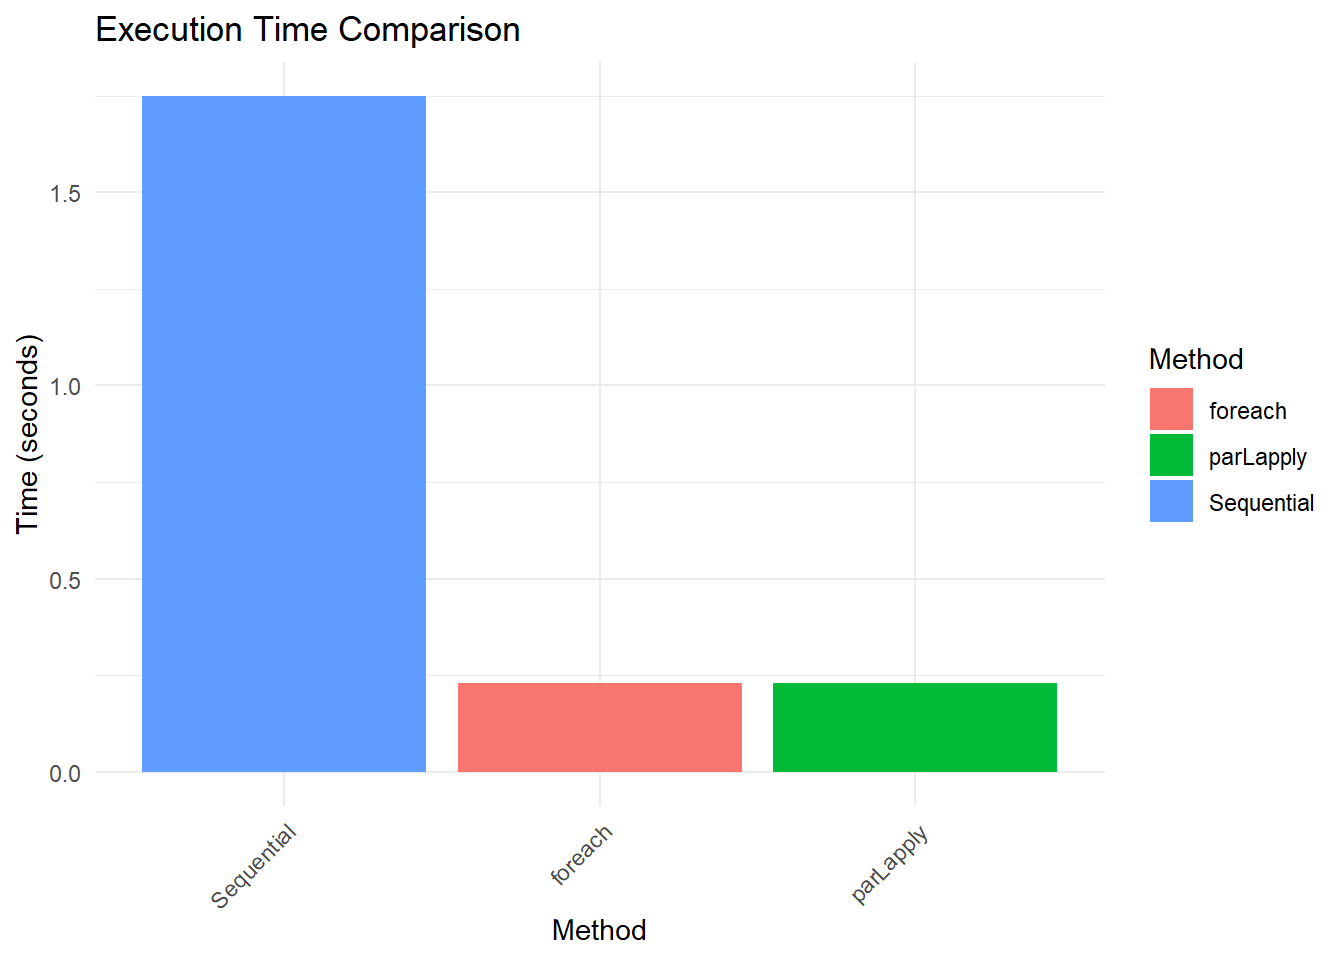 Execution Time Comparison
Time (seconds)
1.5
1.0
0.5
0.0
Sequential
foreach
parLapply
Method
Method
foreach
parLapply
Sequential